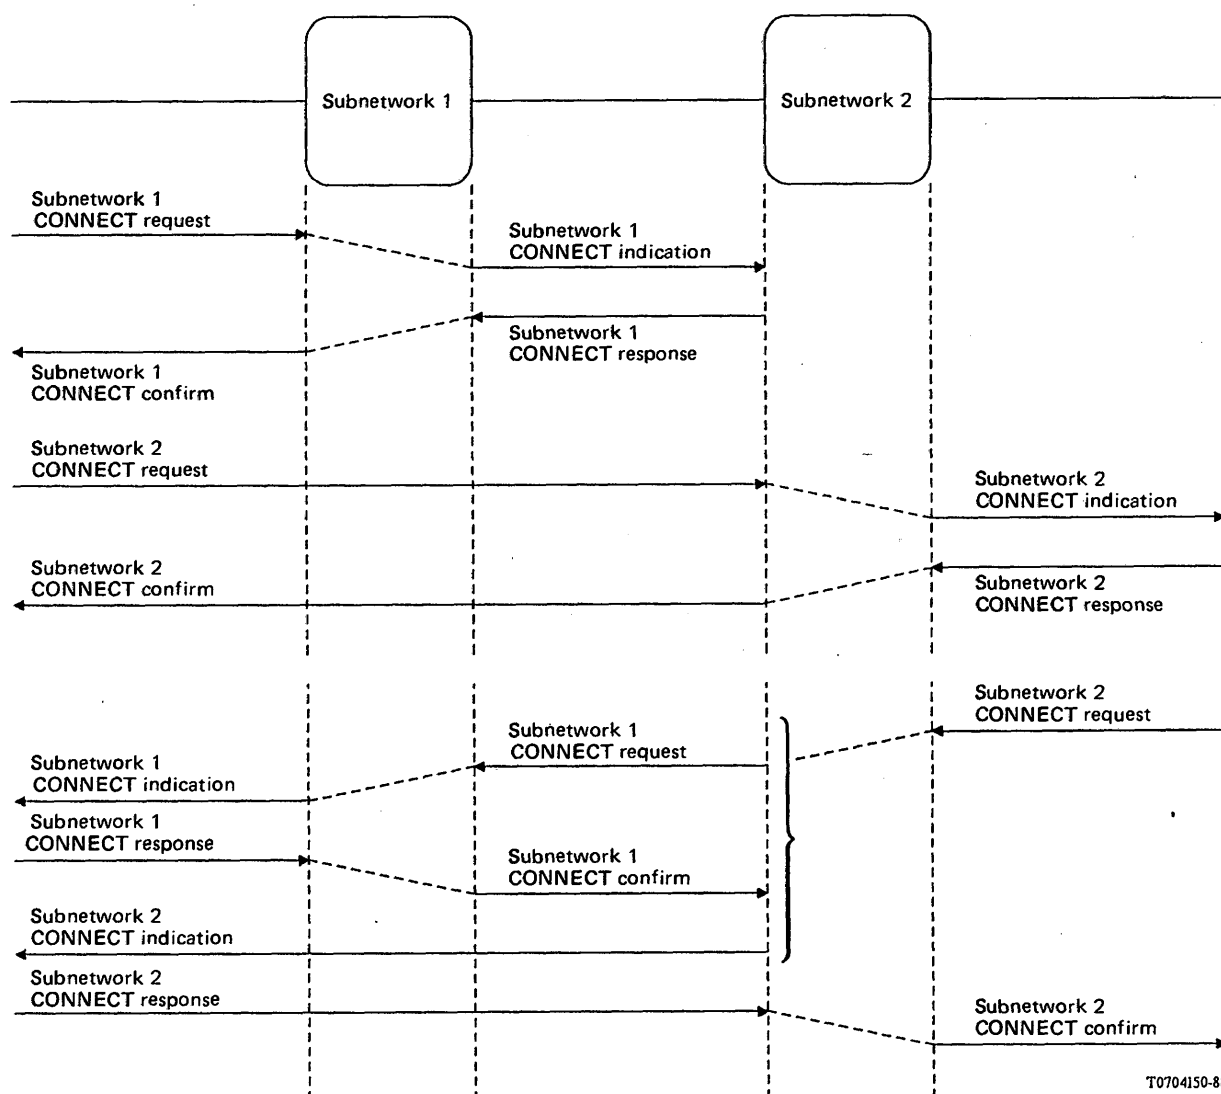 Subnetwork 1
Subnetwork 2
Subnetwork 1
CONNECT request
Subnetwork 1
CONNECT indication
Subnetwork 1
CONNECT response
Subnetwork 1
CONNECT confirm
Subnetwork 2
CONNECT request
Subnetwork 2
CONNECT indication
Subnetwork 2
CONNECT confirm
Subnetwork 2
CONNECT response
Subnetwork 2
CONNECT request
Subnetwork 1
CONNECT request
Subnetwork 1
CONNECT indication
Subnetwork 1
CONNECT response
Subnetwork 1
CONNECT confirm
Subnetwork 2
CONNECT indication
Subnetwork 2
CONNECT response
Subnetwork 2
CONNECT confirm
T0704150-8